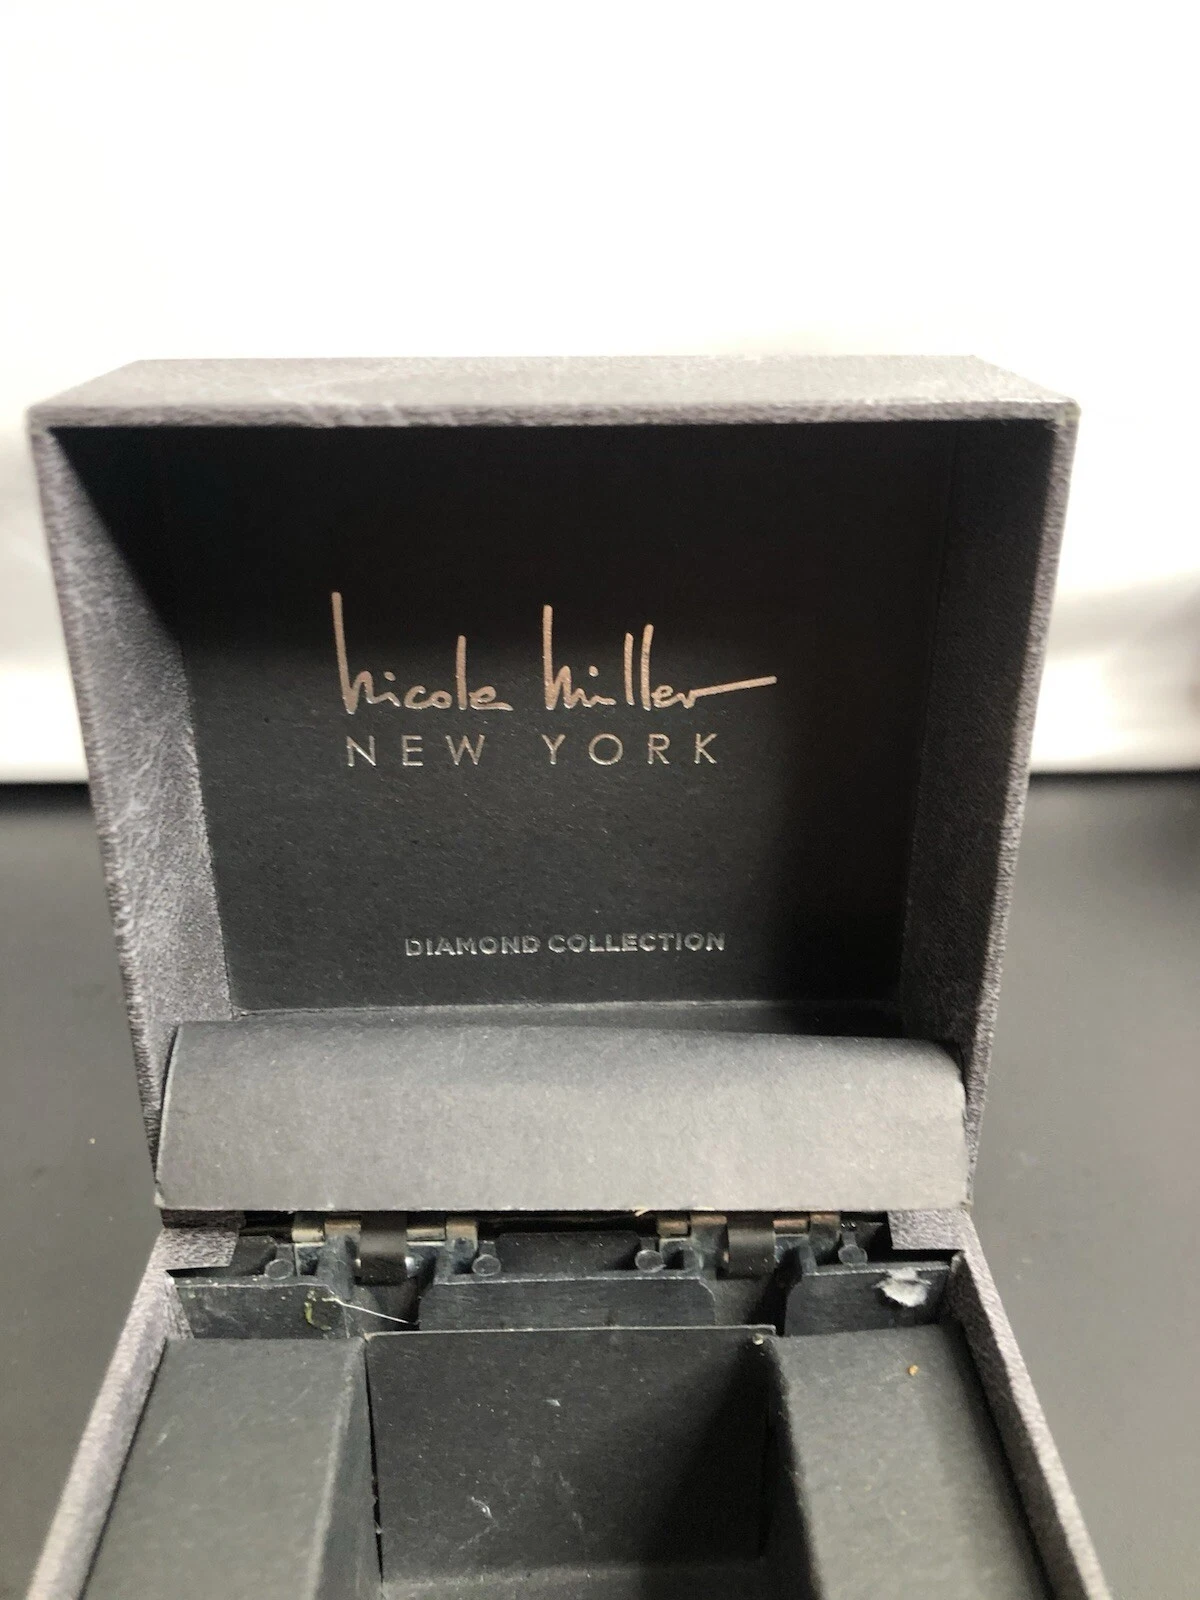 Nicole Miller
NEW YORK
DIAMOND COLLECTION